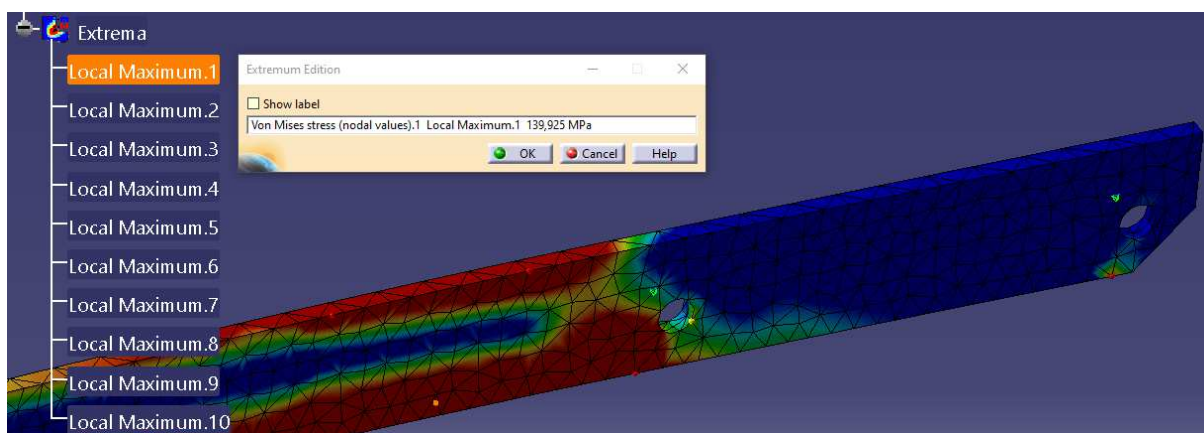 Extrema
Local Maximum.1
Local Maximum.2
Local Maximum.3
Local Maximum.4
Local Maximum.5
Local Maximum.6
Local Maximum.7
Local Maximum.8
Local Maximum.9
Local Maximum.10
Extremum Edition
Show label
Von Mises stress (nodal values).1 Local Maximum.1 139,925 MPa
OK Cancel Help